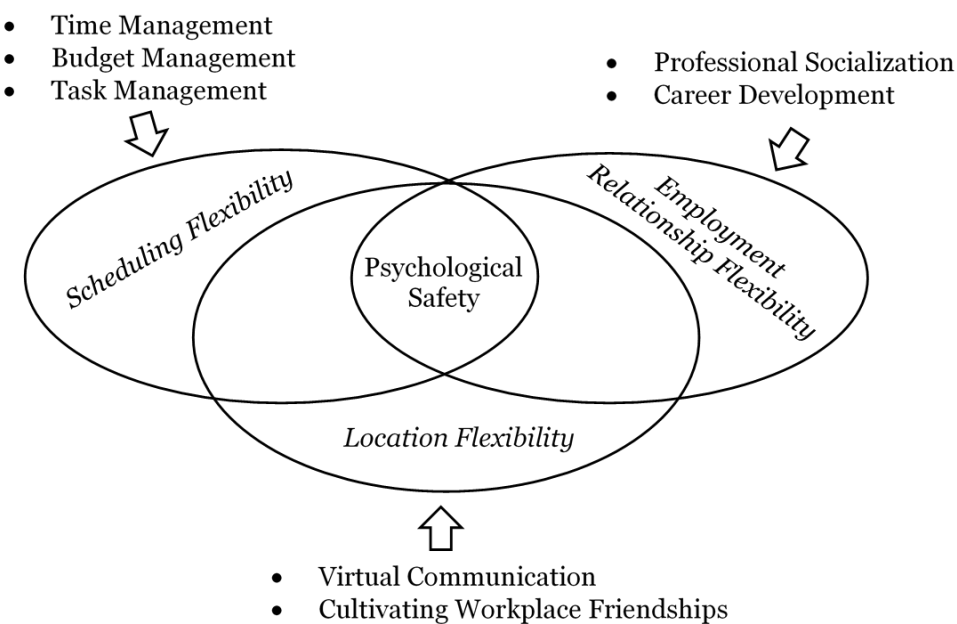 • Time Management
• Budget Management
• Task Management
• Professional Socialization
• Career Development
Scheduling Flexibility
Employment
Relationship Flexibility
Psychological
Safety
Location Flexibility
• Virtual Communication
• Cultivating Workplace Friendships